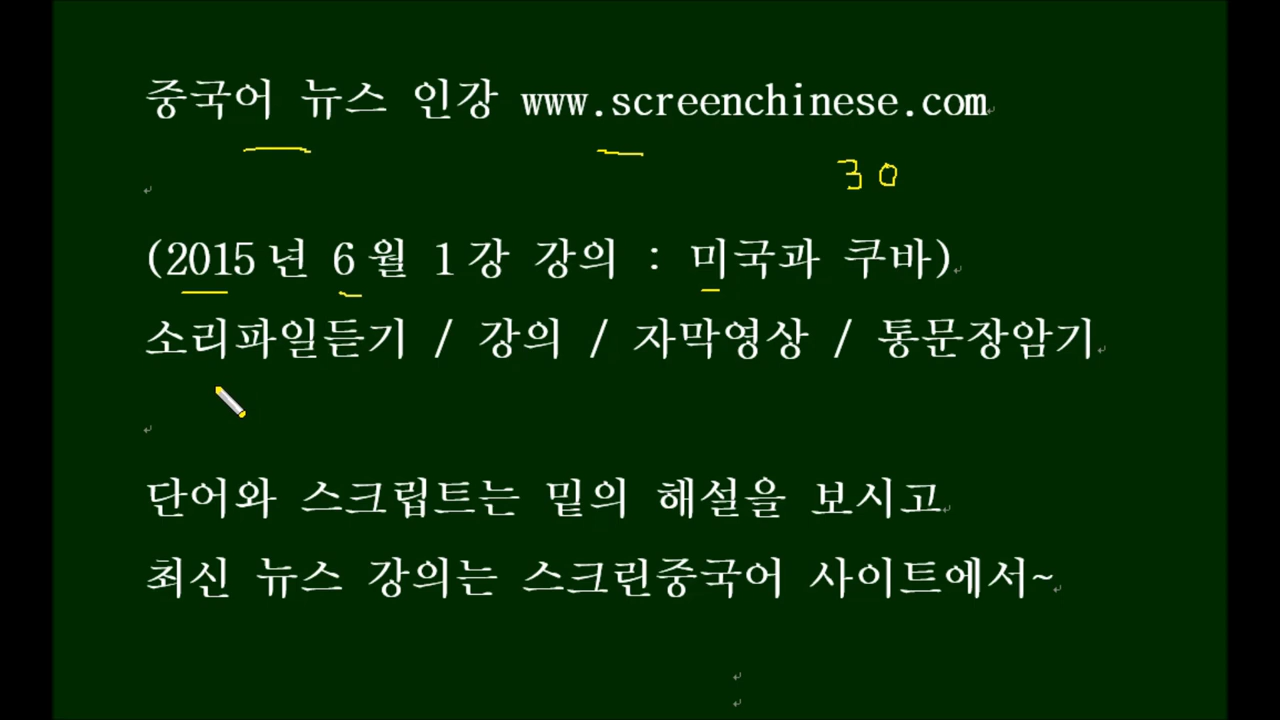 중국어 뉴스 인강 www.screenchinese.com
30
(2015년 6월 1강 강의 : 미국과 쿠바)
소리파일듣기 / 강의 / 자막영상 / 통문장암기
단어와 스크립트는 밑의 해설을 보시고
최신 뉴스 강의는 스크린중국어 사이트에서~